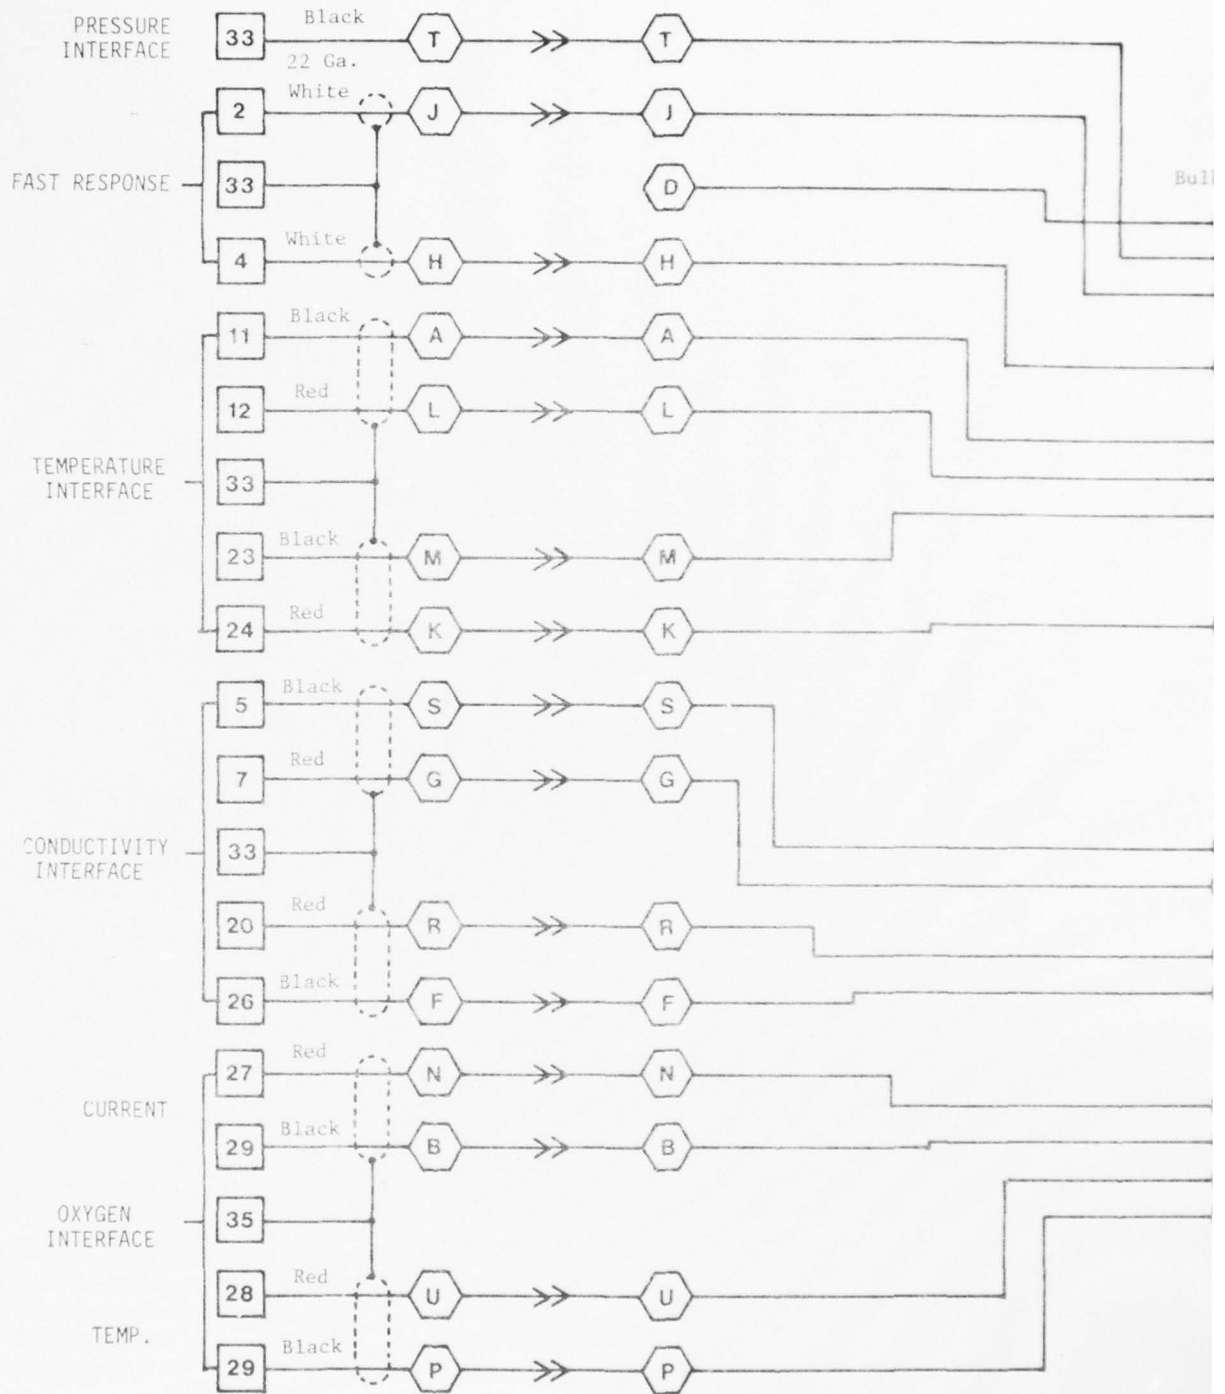 PRESSURE
INTERFACE
33
Black
T
T
22 Ga.
2
White
J
J
FAST RESPONSE
33
D
Bul
4
White
H
H
11
Black
A
A
12
Red
L
L
TEMPERATURE
INTERFACE
33
23
Black
M
M
24
Red
K
K
5
Black
S
S
7
Red
G
G
CONDUCTIVITY
INTERFACE
33
20
Red
R
R
26
Black
F
F
27
Red
N
N
CURRENT
29
Black
B
B
OXYGEN
INTERFACE
35
28
Red
U
U
TEMP.
29
Black
P
P